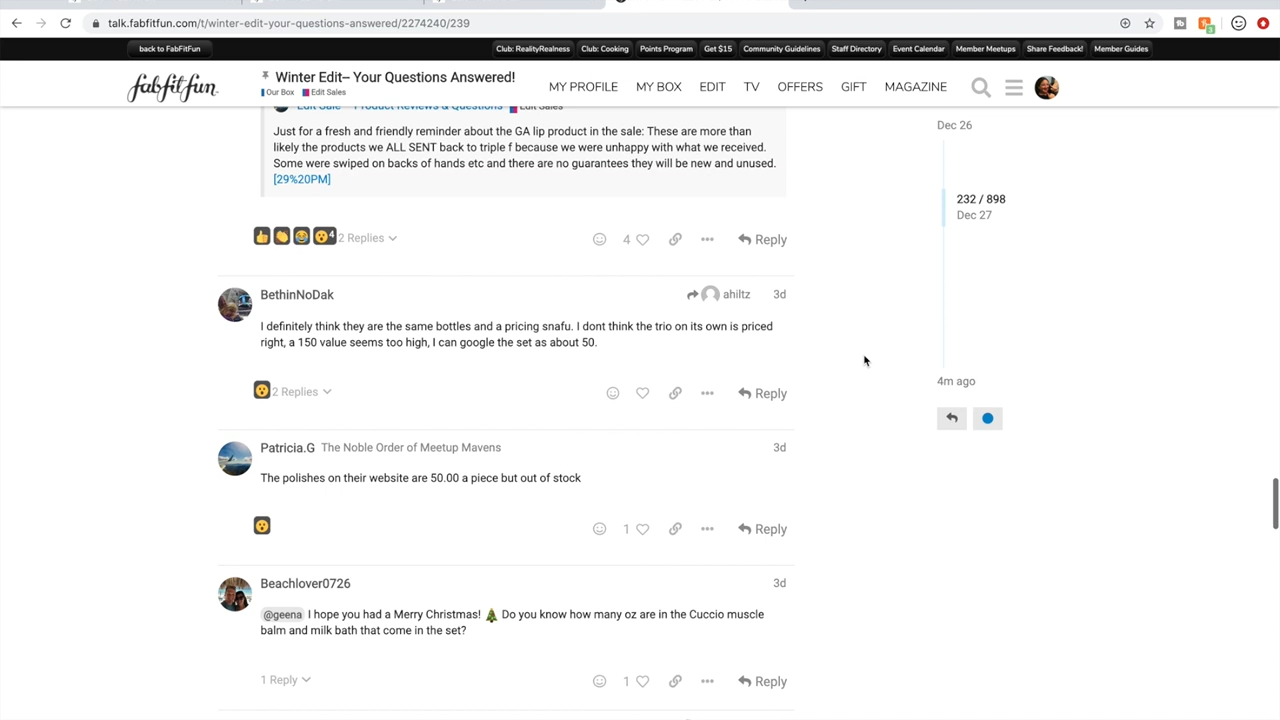 talk.fabfitfun.com/t/winter-edit-your-questions-answered/2274240/239
back to FabFitFun
Club: RealityRealness
Club: Cooking
Points Program
Get $15
Community Guidelines
Staff Directory
Event Calendar
Member Meetups
Share Feedback!
Member Guides
fabfitfun
Winter Edit– Your Questions Answered!
Our Box Edit Sales
MY PROFILE
MY BOX
EDIT
TV
OFFERS
GIFT
MAGAZINE
Edit Sale – Product Reviews & Questions Edit Sales
Just for a fresh and friendly reminder about the GA lip product in the sale: These are more than
likely the products we ALL SENT back to triple f because we were unhappy with what we received.
Some were swiped on backs of hands etc and there are no guarantees they will be new and unused.
[29%20PM]
4 2 Replies
4
Reply
Dec 26
232 / 898
Dec 27
4m ago
BethinNoDak
ahiltz
3d
I definitely think they are the same bottles and a pricing snafu. I dont think the trio on its own is priced
right, a 150 value seems too high, I can google the set as about 50.
2 Replies
Reply
Patricia.G The Noble Order of Meetup Mavens
3d
The polishes on their website are 50.00 a piece but out of stock
1
Reply
Beachlover0726
3d
@geena I hope you had a Merry Christmas! 🎄 Do you know how many oz are in the Cuccio muscle
balm and milk bath that come in the set?
1 Reply
1
Reply